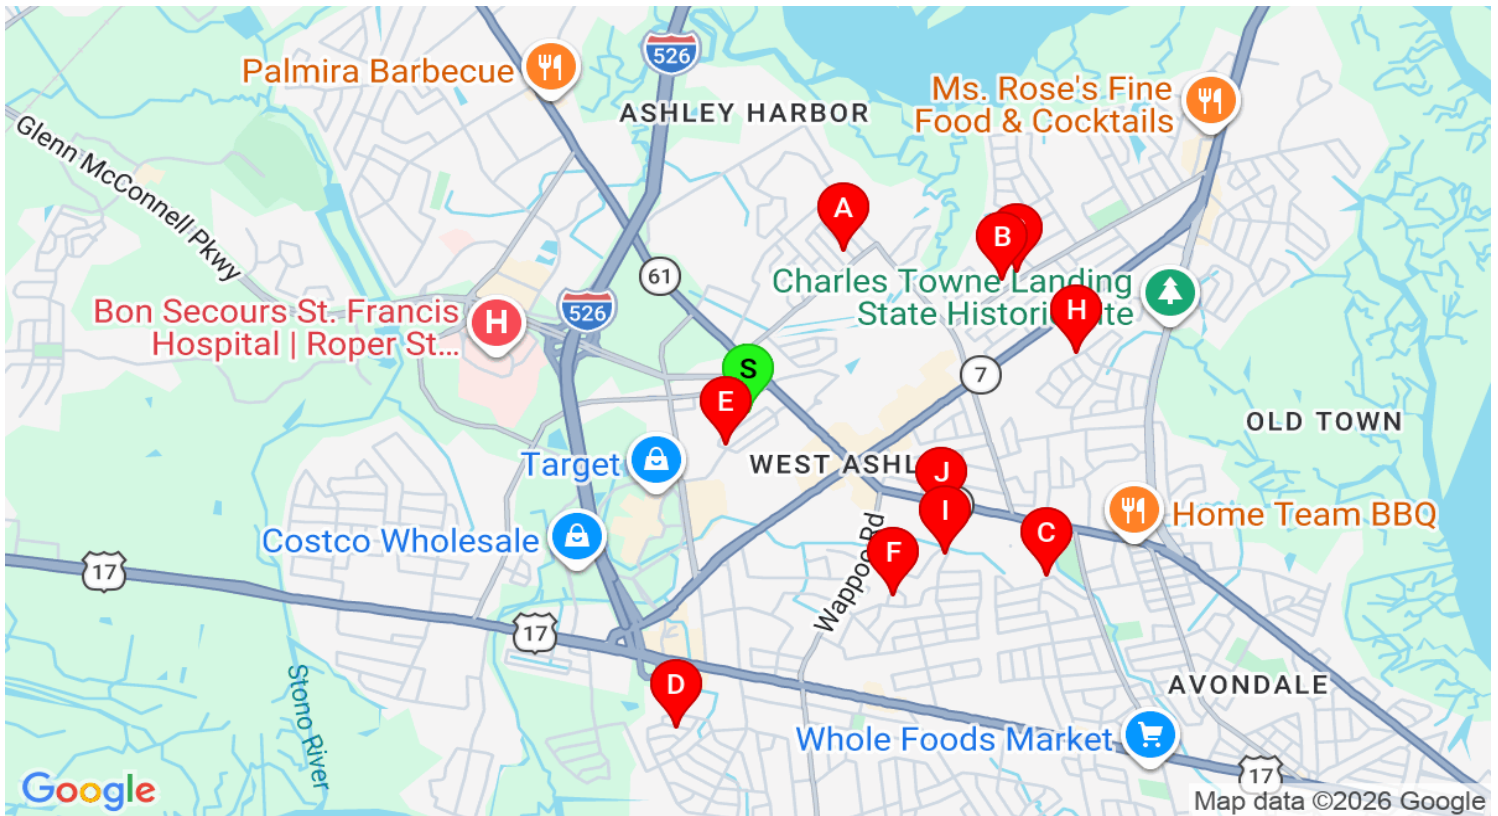 526
Palmira Barbecue
ASHLEY HARBOR
Ms. Rose's Fine
Food & Cocktails
Glenn McConnell Pkwy
A
B
61
Charles Towne Landing
State Histori
te
H
526
Bon Secours St. Francis
Hospital | Roper St...
H
S
7
E
OLD TOWN
Target
WEST ASHL
J
I
Home Team BBQ
Costco Wholesale
C
F
Wappoo Rd
17
17
D
AVONDALE
Stono River
Whole Foods Market
17
Google
Map data ©2026 Google